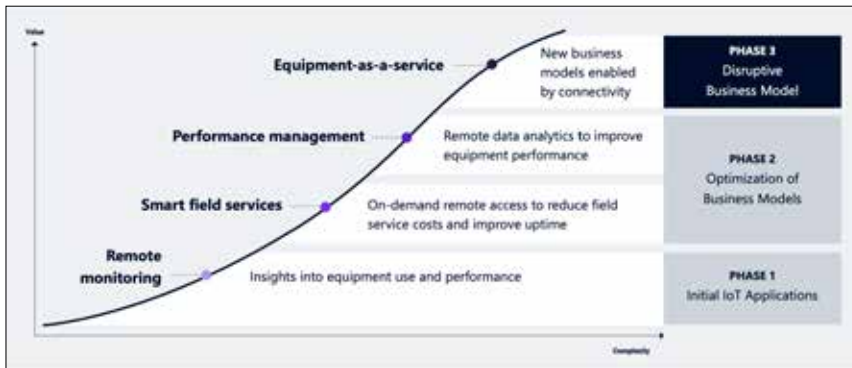 Value
Equipment-as-a-service
New business
models enabled
by connectivity
PHASE 3
Disruptive
Business Model
Performance management
Remote data analytics to improve
equipment performance
PHASE 2
Optimization of
Business Models
Smart field services
On-demand remote access to reduce field
service costs and improve uptime
Remote
monitoring
Insights into equipment use and performance
PHASE 1
Initial IoT Applications
Complexity